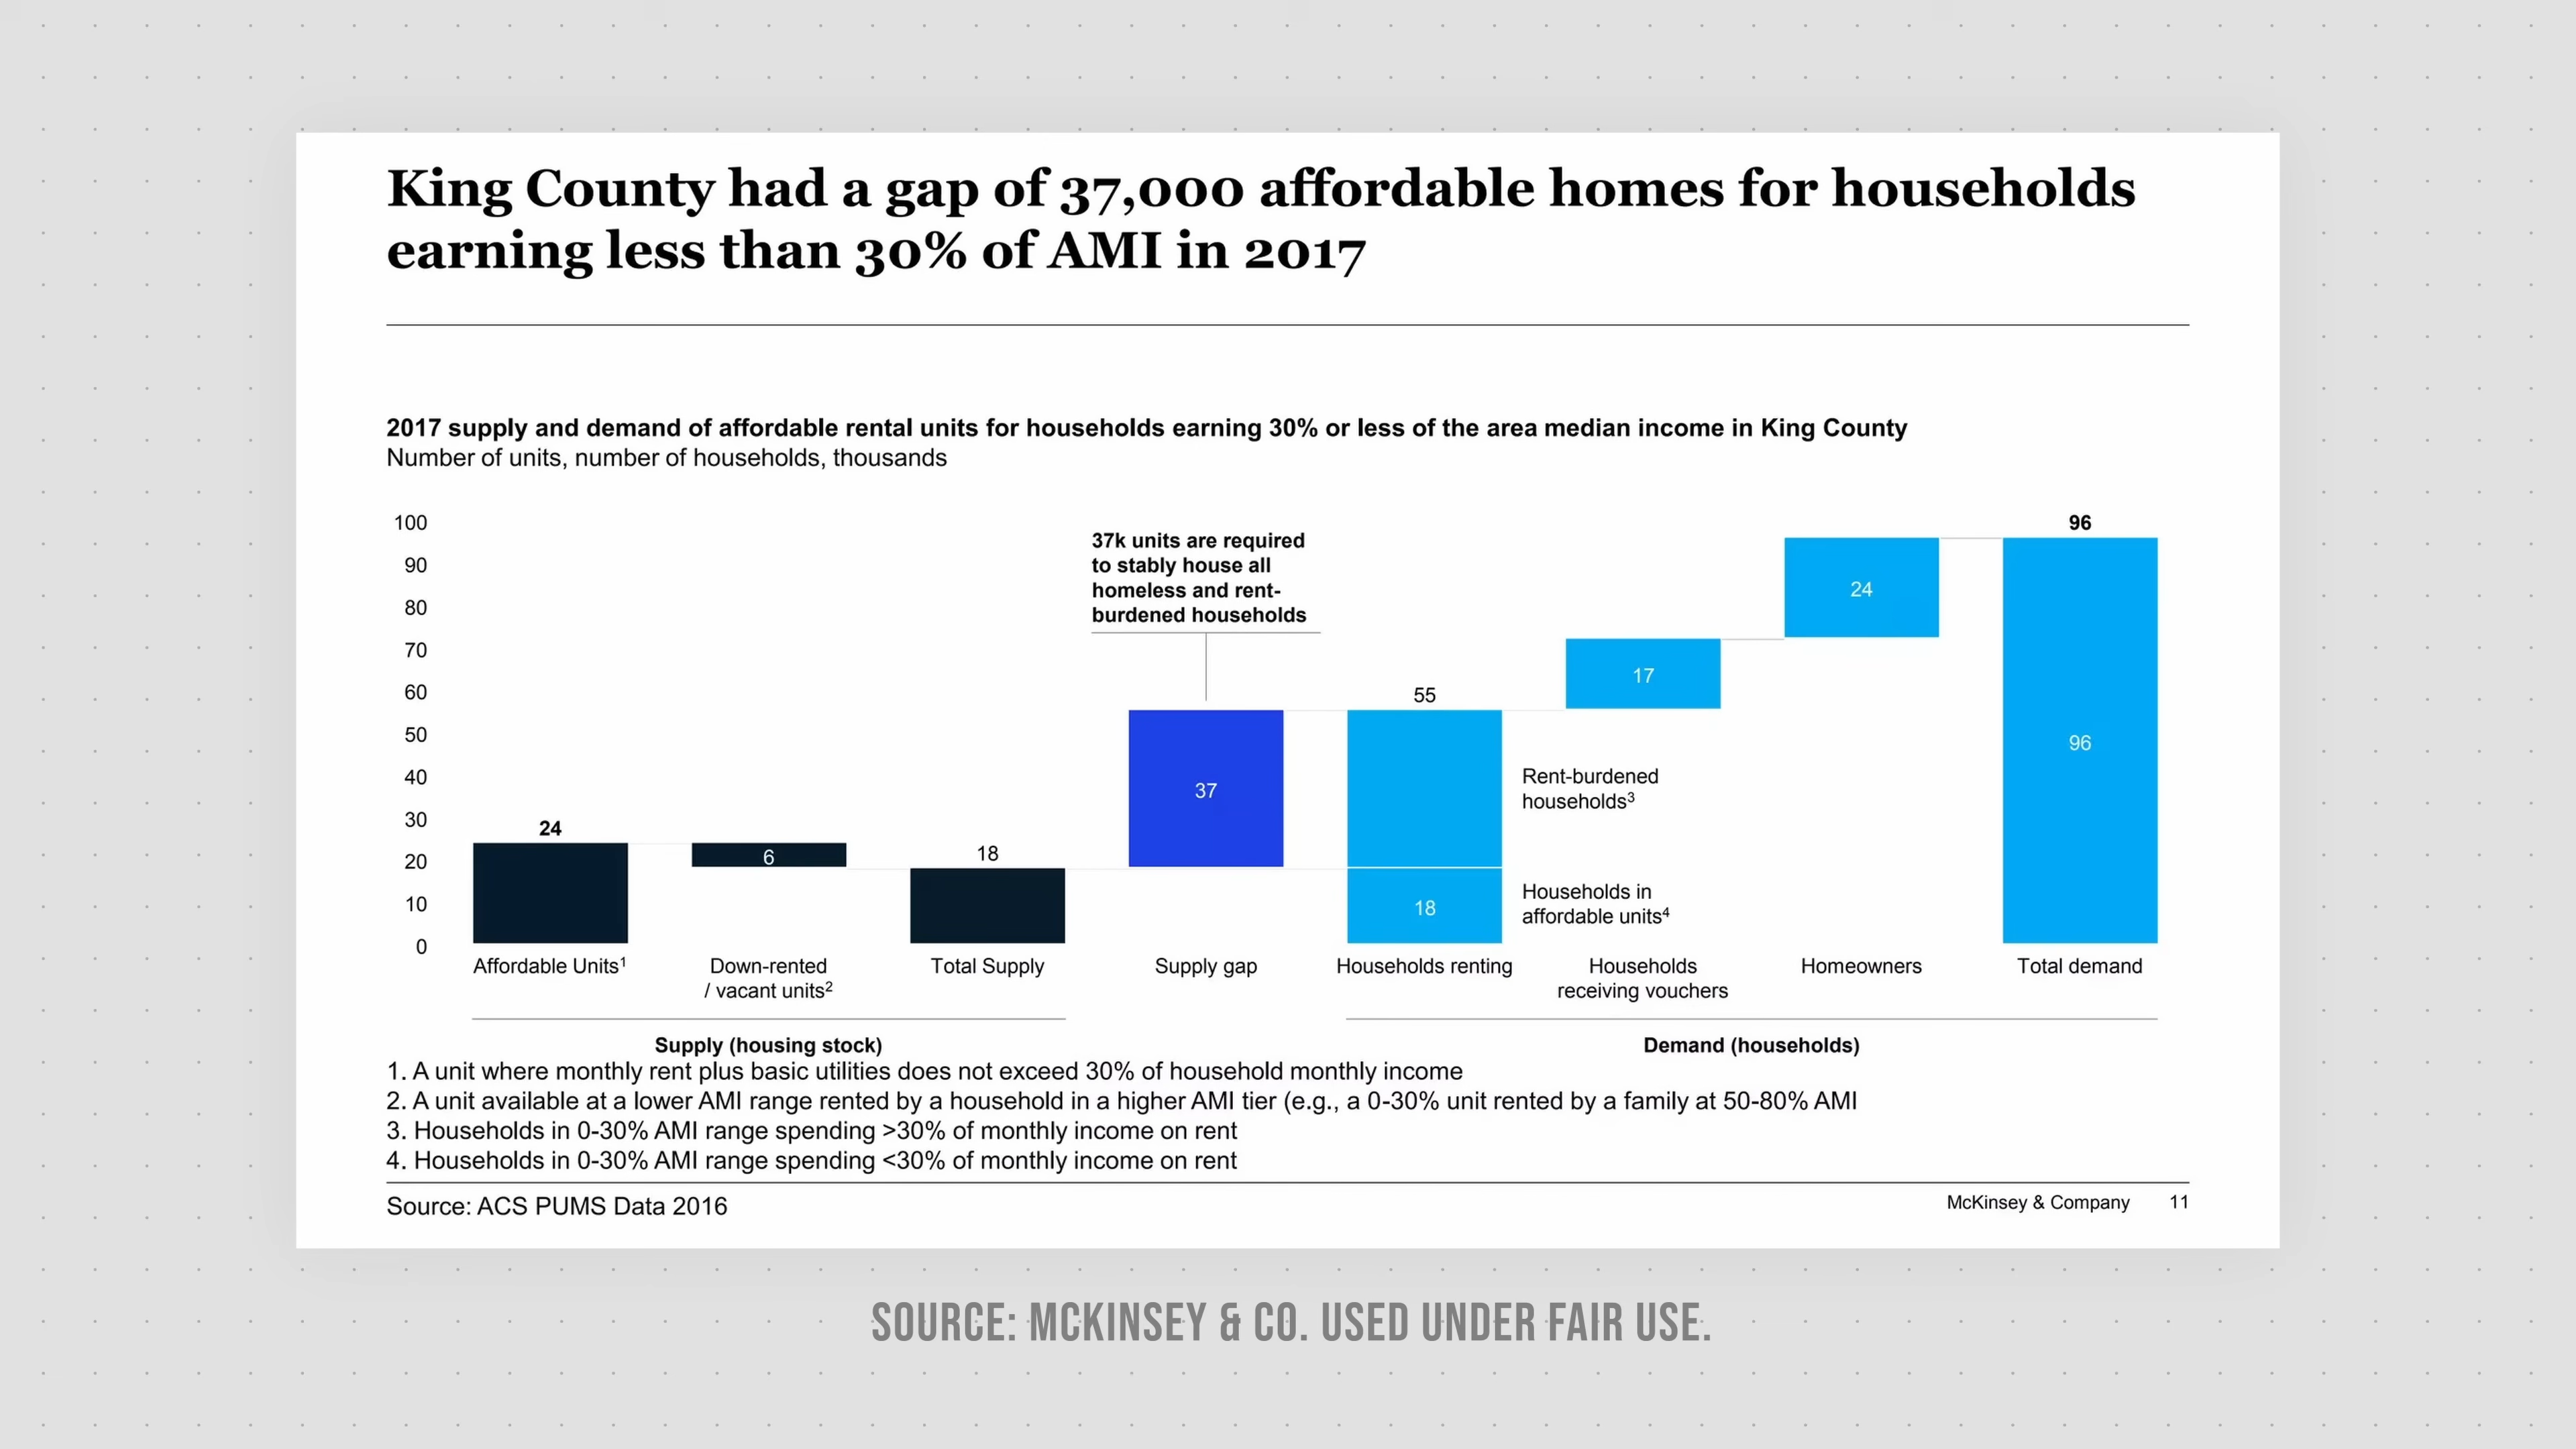 King County had a gap of 37,000 affordable homes for households
earning less than 30% of AMI in 2017
2017 supply and demand of affordable rental units for households earning 30% or less of the area median income in King County
Number of units, number of households, thousands
100
90
80
70
60
50
40
30
20
10
0
24
6
18
37k units are required
to stably house all
homeless and rent-
burdened households
37
55
18
Rent-burdened
households³
Households in
affordable units⁴
17
24
96
96
Affordable Units¹
Down-rented
/ vacant units²
Total Supply
Supply gap
Households renting
Households
receiving vouchers
Homeowners
Total demand
Supply (housing stock)
Demand (households)
1. A unit where monthly rent plus basic utilities does not exceed 30% of household monthly income
2. A unit available at a lower AMI range rented by a household in a higher AMI tier (e.g., a 0-30% unit rented by a family at 50-80% AMI
3. Households in 0-30% AMI range spending >30% of monthly income on rent
4. Households in 0-30% AMI range spending <30% of monthly income on rent
Source: ACS PUMS Data 2016
McKinsey & Company 11
SOURCE: MCKINSEY & CO. USED UNDER FAIR USE.